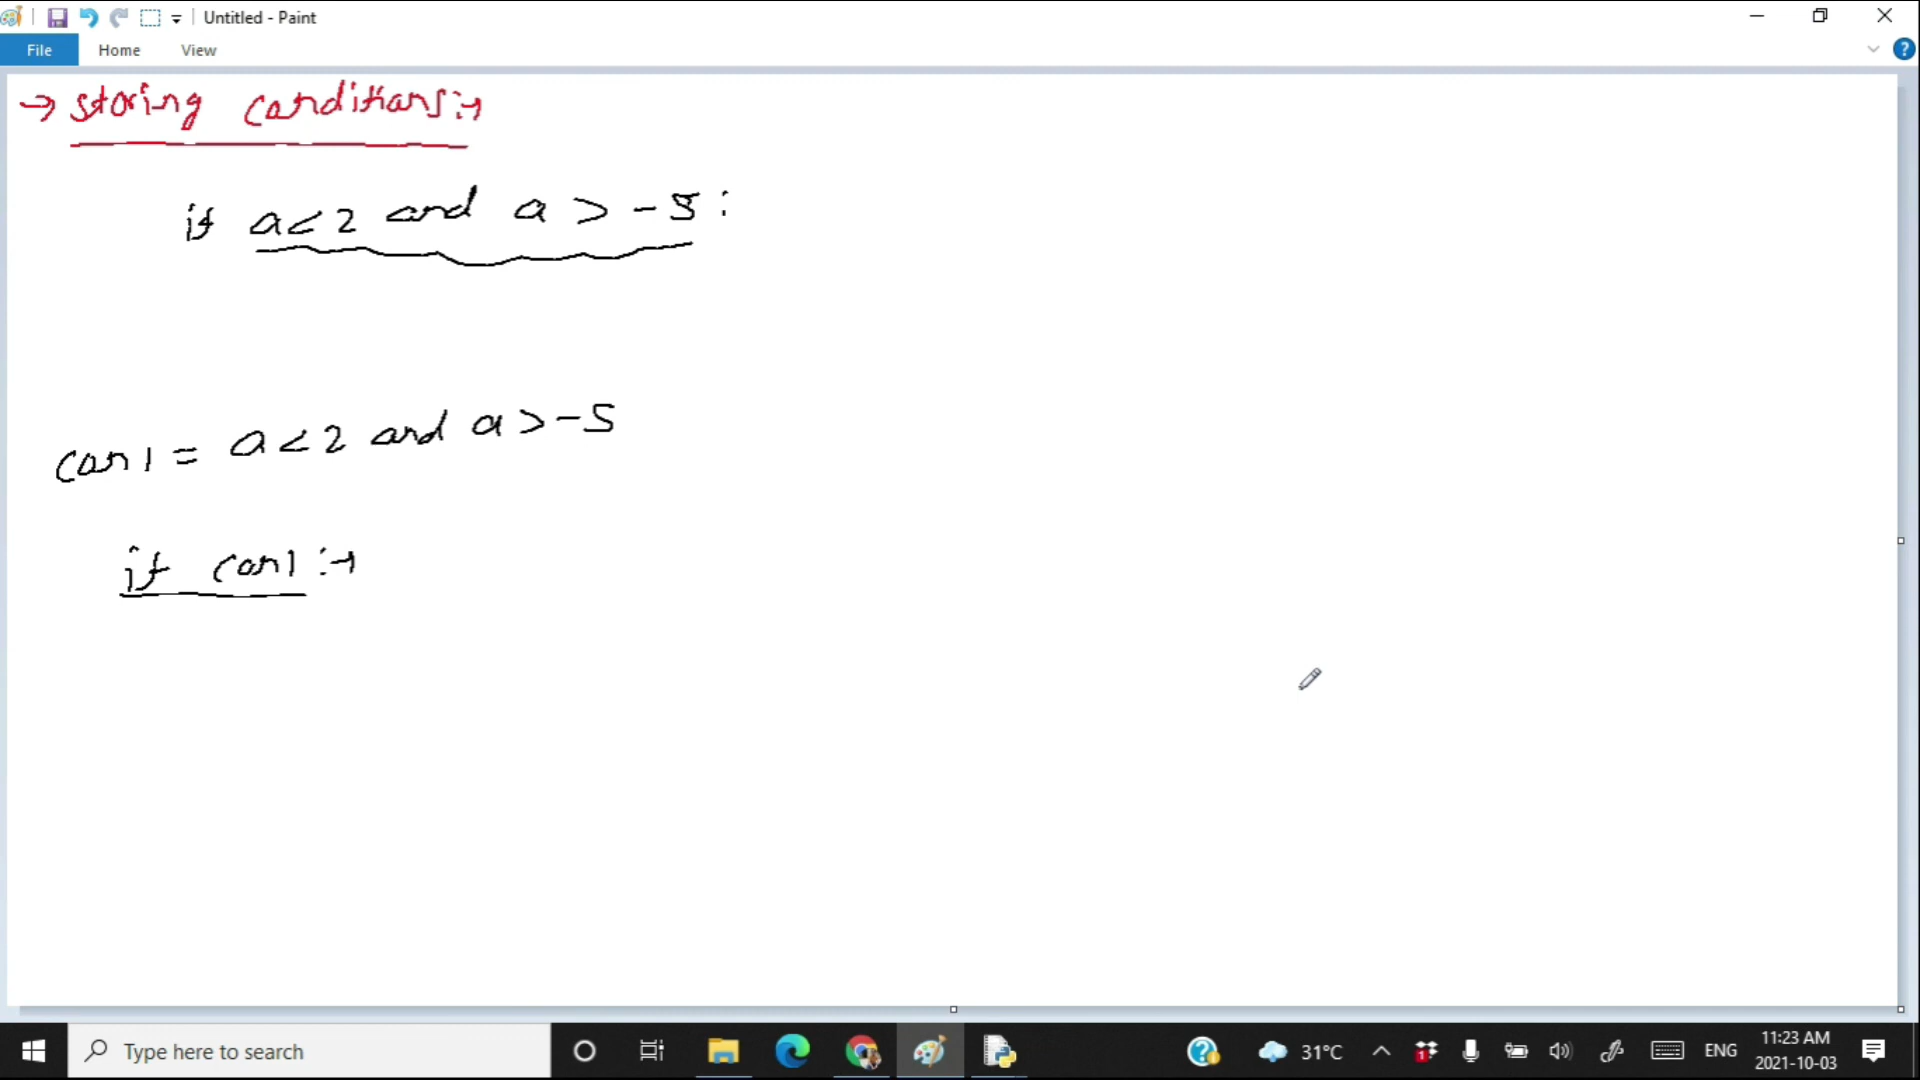 Untitled - Paint
File Home View
→ storing conditions:-
if a<2 and a > -5 :
con1 = a<2 and a>-5
if con1 :-
Type here to search
31°C
1
ENG
11:23 AM
2021-10-03